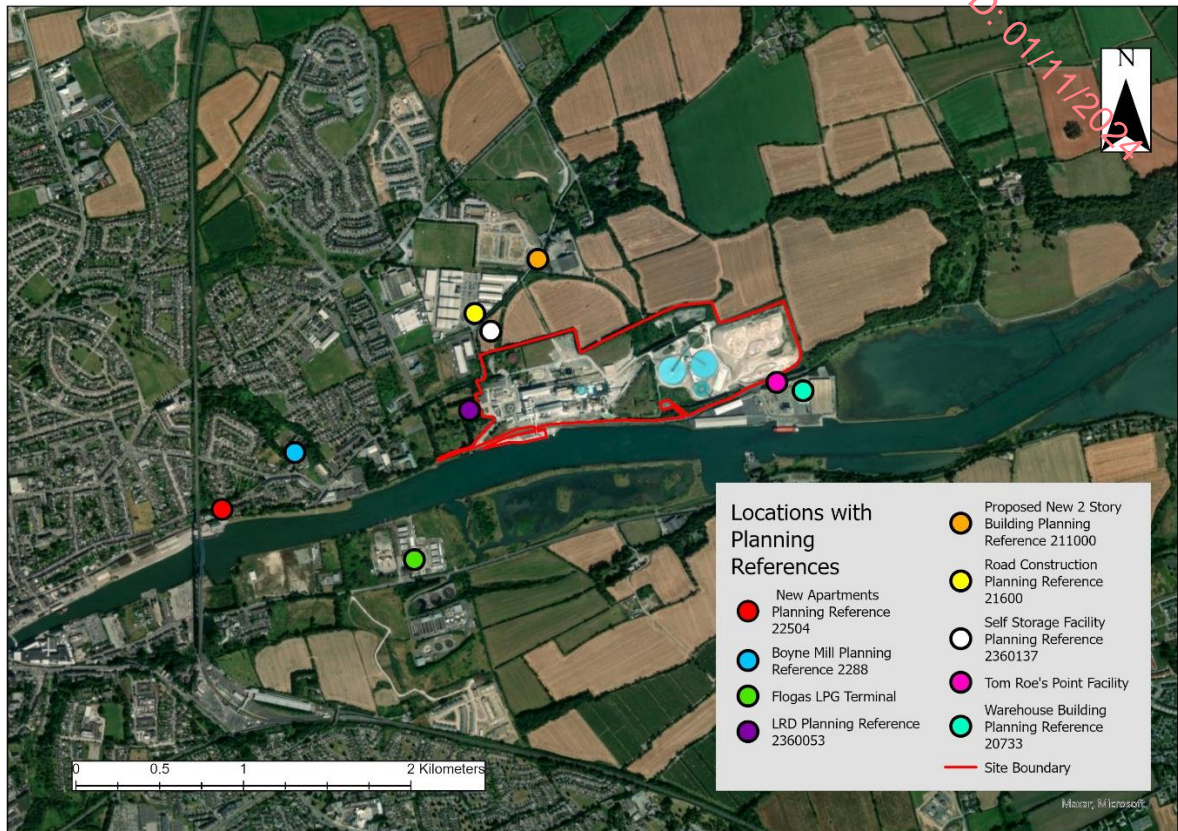 D: 01/11/2024
N
Locations with
Planning
References
New Apartments
Planning Reference
22504
Boyne Mill Planning
Reference 2288
Flogas LPG Terminal
LRD Planning Reference
2360053
Proposed New 2 Story
Building Planning
Reference 211000
Road Construction
Planning Reference
21600
Self Storage Facility
Planning Reference
2360137
Tom Roe's Point Facility
Warehouse Building
Planning Reference
20733
Site Boundary
0 0.5 1 2 Kilometers
Maxar, Microsoft